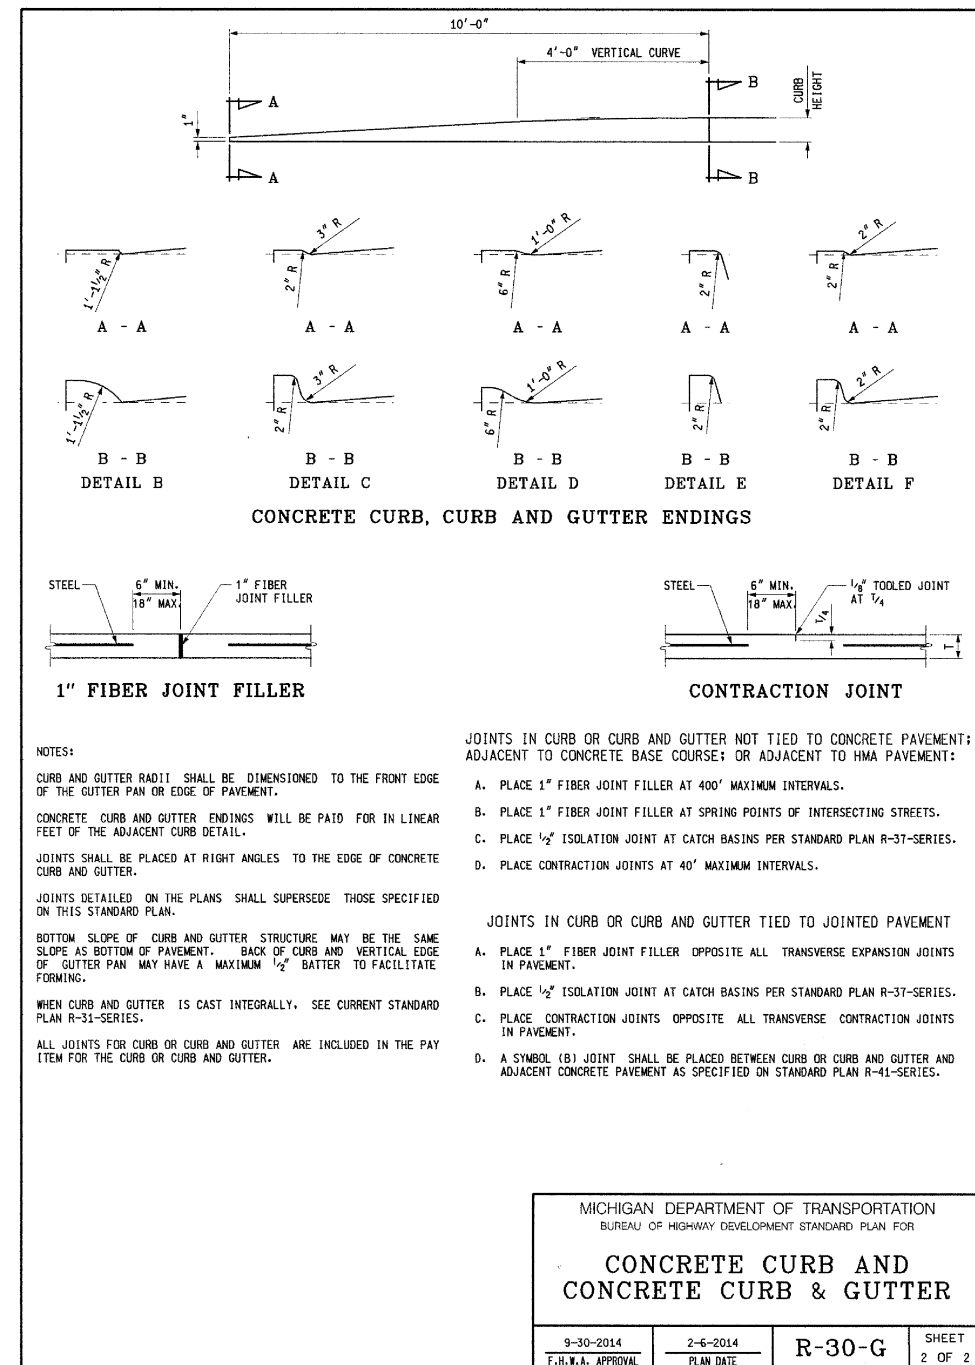 10'-0"
4'-0" VERTICAL CURVE
CURB HEIGHT
1"
A
B
A
B
1'-1½" R
3" R
2" R
1'-0" R
6" R
2" R
2" R
2" R
A - A
A - A
A - A
A - A
A - A
1'-1½" R
3" R
2" R
1'-0" R
6" R
2" R
2" R
2" R
B - B
B - B
B - B
B - B
B - B
DETAIL B
DETAIL C
DETAIL D
DETAIL E
DETAIL F
CONCRETE CURB, CURB AND GUTTER ENDINGS
STEEL
6" MIN.
18" MAX.
1" FIBER
JOINT FILLER
1" FIBER JOINT FILLER
STEEL
6" MIN.
18" MAX.
1/8" TOOLED JOINT
AT T/4
T/4
T
CONTRACTION JOINT
NOTES:
CURB AND GUTTER RADII SHALL BE DIMENSIONED TO THE FRONT EDGE
OF THE GUTTER PAN OR EDGE OF PAVEMENT.
CONCRETE CURB AND GUTTER ENDINGS WILL BE PAID FOR IN LINEAR
FEET OF THE ADJACENT CURB DETAIL.
JOINTS SHALL BE PLACED AT RIGHT ANGLES TO THE EDGE OF CONCRETE
CURB AND GUTTER.
JOINTS DETAILED ON THE PLANS SHALL SUPERSEDE THOSE SPECIFIED
ON THIS STANDARD PLAN.
BOTTOM SLOPE OF CURB AND GUTTER STRUCTURE MAY BE THE SAME
SLOPE AS BOTTOM OF PAVEMENT. BACK OF CURB AND VERTICAL EDGE
OF GUTTER PAN MAY HAVE A MAXIMUM 1/2" BATTER TO FACILITATE
FORMING.
WHEN CURB AND GUTTER IS CAST INTEGRALLY, SEE CURRENT STANDARD
PLAN R-31-SERIES.
ALL JOINTS FOR CURB OR CURB AND GUTTER ARE INCLUDED IN THE PAY
ITEM FOR THE CURB OR CURB AND GUTTER.
JOINTS IN CURB OR CURB AND GUTTER NOT TIED TO CONCRETE PAVEMENT;
ADJACENT TO CONCRETE BASE COURSE; OR ADJACENT TO HMA PAVEMENT:
A. PLACE 1" FIBER JOINT FILLER AT 400' MAXIMUM INTERVALS.
B. PLACE 1" FIBER JOINT FILLER AT SPRING POINTS OF INTERSECTING STREETS.
C. PLACE 1/2" ISOLATION JOINT AT CATCH BASINS PER STANDARD PLAN R-37-SERIES.
D. PLACE CONTRACTION JOINTS AT 40' MAXIMUM INTERVALS.
JOINTS IN CURB OR CURB AND GUTTER TIED TO JOINTED PAVEMENT
A. PLACE 1" FIBER JOINT FILLER OPPOSITE ALL TRANSVERSE EXPANSION JOINTS
IN PAVEMENT.
B. PLACE 1/2" ISOLATION JOINT AT CATCH BASINS PER STANDARD PLAN R-37-SERIES.
C. PLACE CONTRACTION JOINTS OPPOSITE ALL TRANSVERSE CONTRACTION JOINTS
IN PAVEMENT.
D. A SYMBOL (B) JOINT SHALL BE PLACED BETWEEN CURB OR CURB AND GUTTER AND
ADJACENT CONCRETE PAVEMENT AS SPECIFIED ON STANDARD PLAN R-41-SERIES.
MICHIGAN DEPARTMENT OF TRANSPORTATION
BUREAU OF HIGHWAY DEVELOPMENT STANDARD PLAN FOR
CONCRETE CURB AND
CONCRETE CURB & GUTTER
9-30-2014
F.H.W.A. APPROVAL
2-6-2014
PLAN DATE
R-30-G
SHEET
2 OF 2